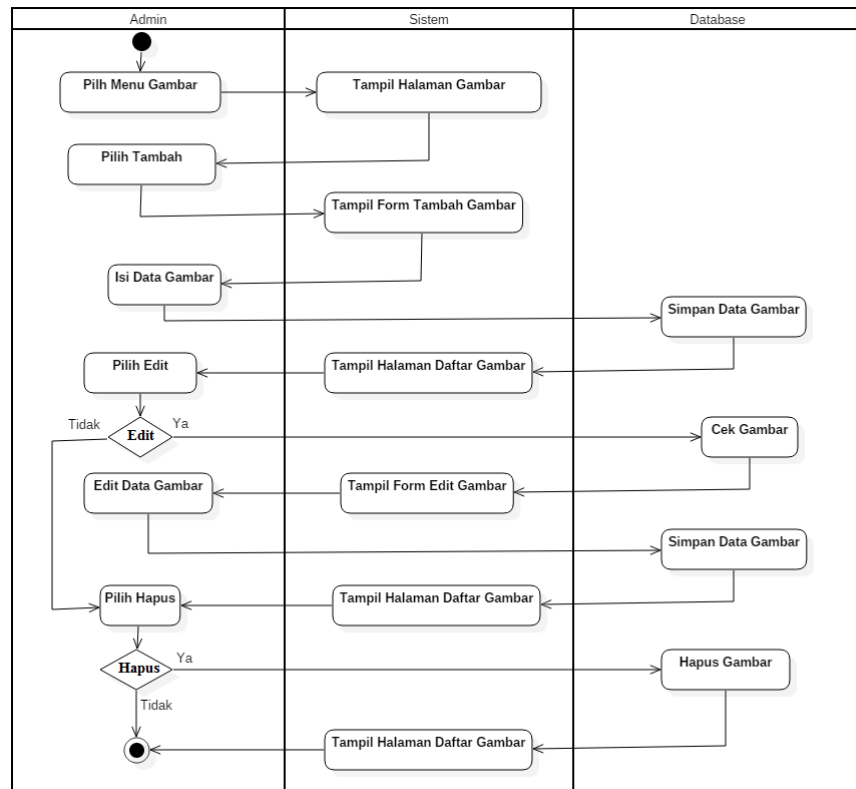 Admin
Sistem
Database
Pilh Menu Gambar
Tampil Halaman Gambar
Pilih Tambah
Tampil Form Tambah Gambar
Isi Data Gambar
Simpan Data Gambar
Pilih Edit
Tampil Halaman Daftar Gambar
Tidak
Edit
Ya
Cek Gambar
Edit Data Gambar
Tampil Form Edit Gambar
Simpan Data Gambar
Pilih Hapus
Tampil Halaman Daftar Gambar
Hapus
Ya
Hapus Gambar
Tidak
Tampil Halaman Daftar Gambar